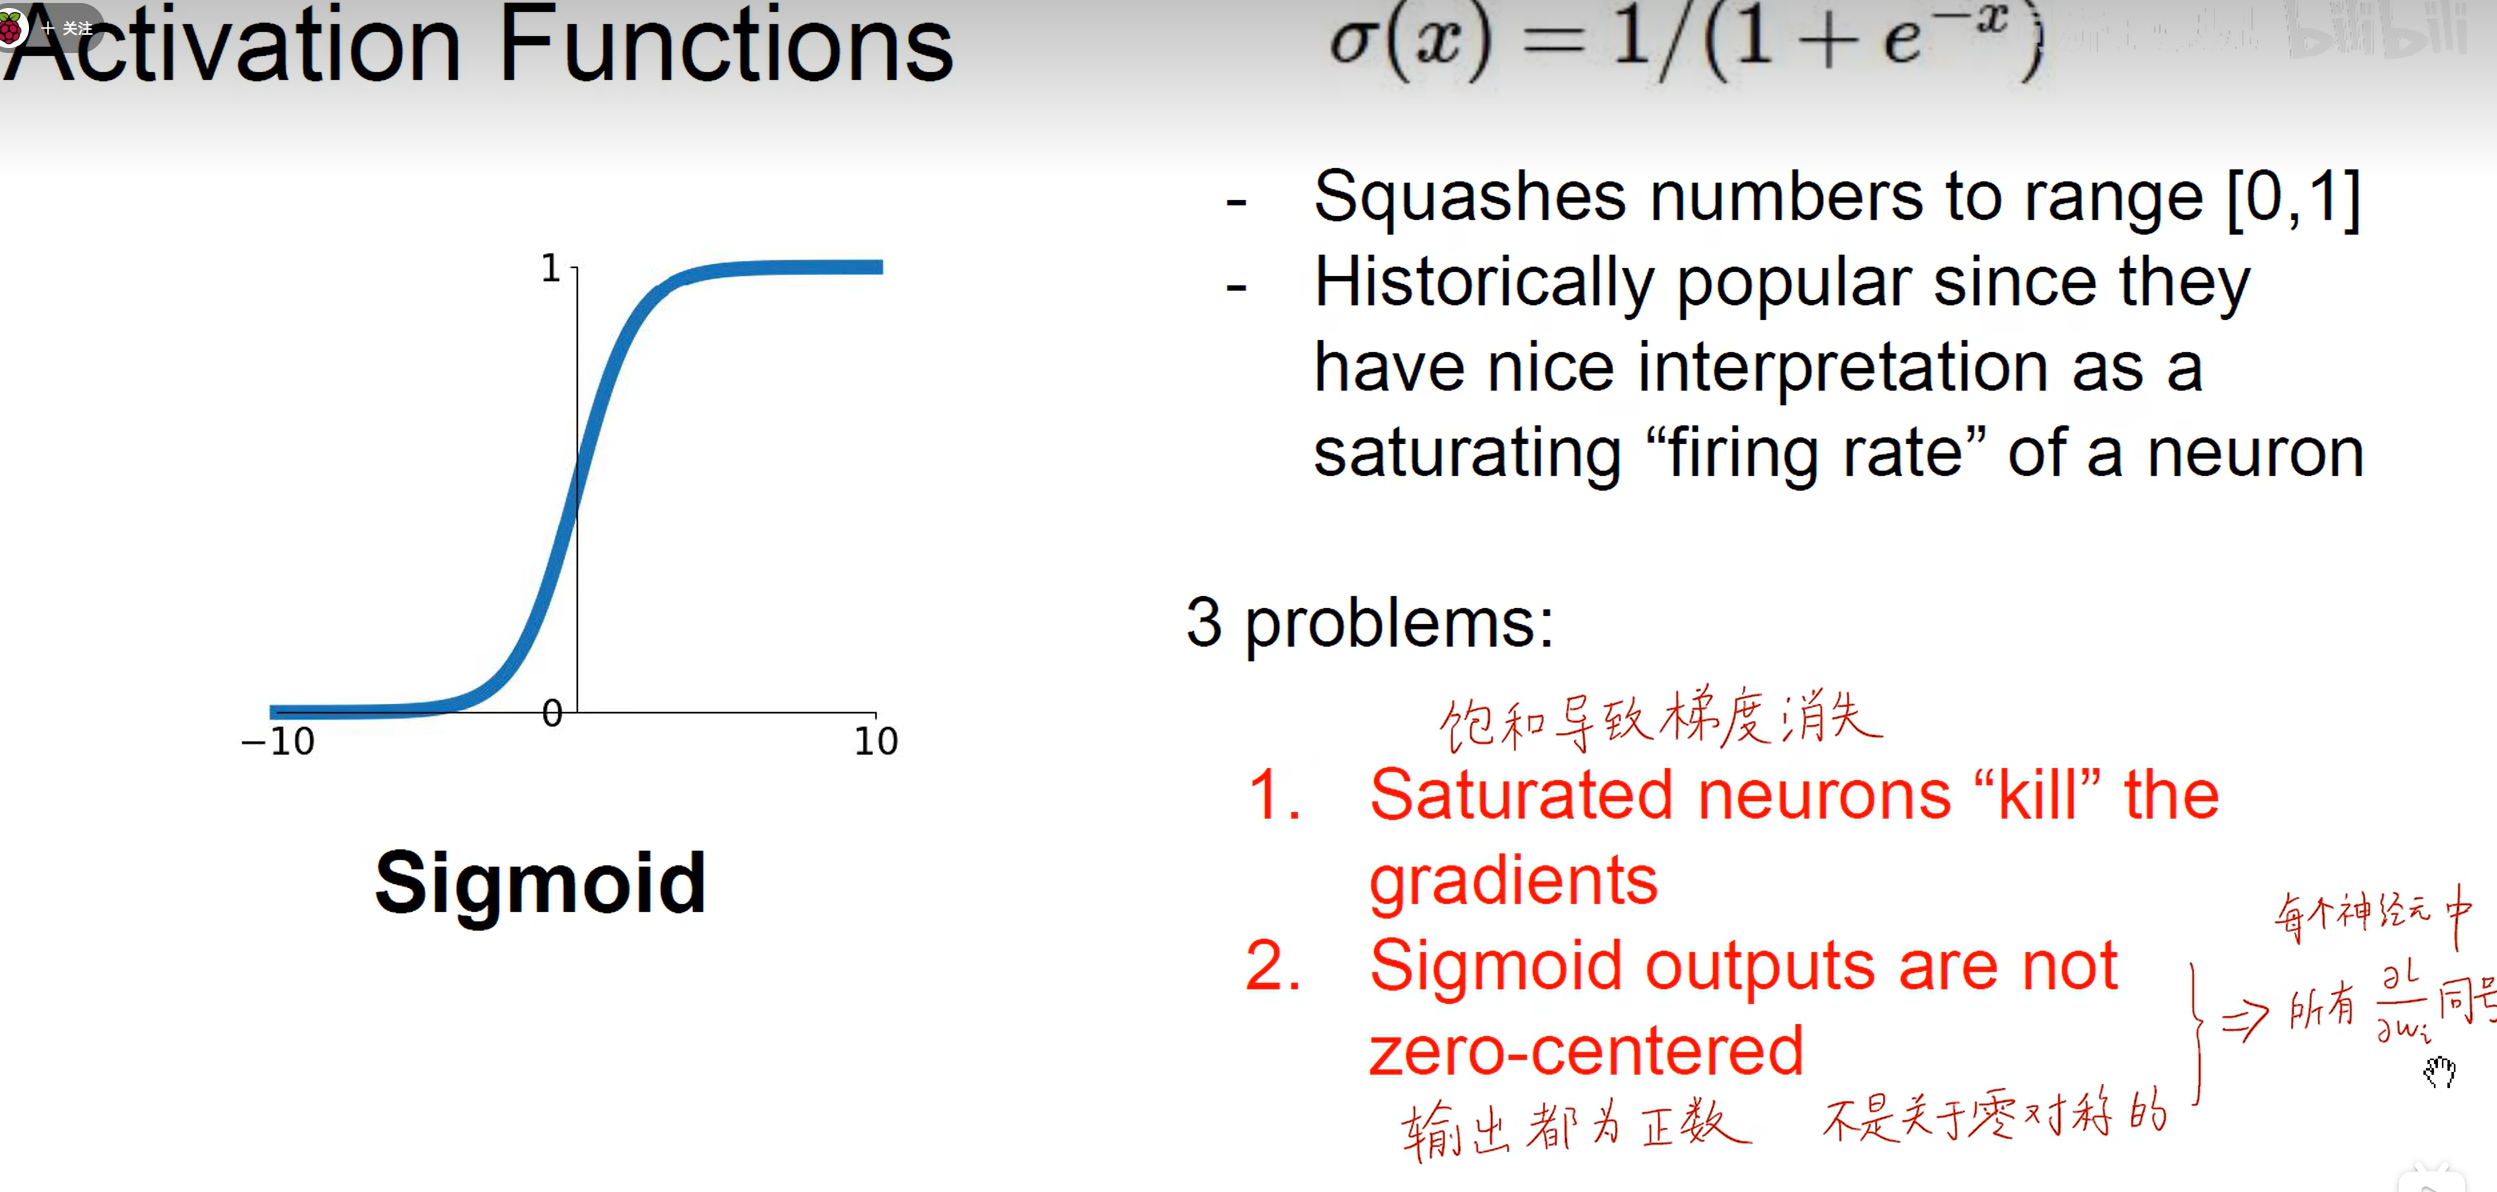 + 关注
Activation Functions
σ(x) = 1/(1 + e^{-x})
bilibili
- Squashes numbers to range [0,1]
- Historically popular since they
have nice interpretation as a
saturating “firing rate” of a neuron
1
0
−10
10
Sigmoid
3 problems:
饱和导致梯度消失
1. Saturated neurons “kill” the
gradients
2. Sigmoid outputs are not
zero-centered
输出都为正数 不是关于零对称的
每个神经元中
⇒ 所有 ∂L/∂w_i 同号